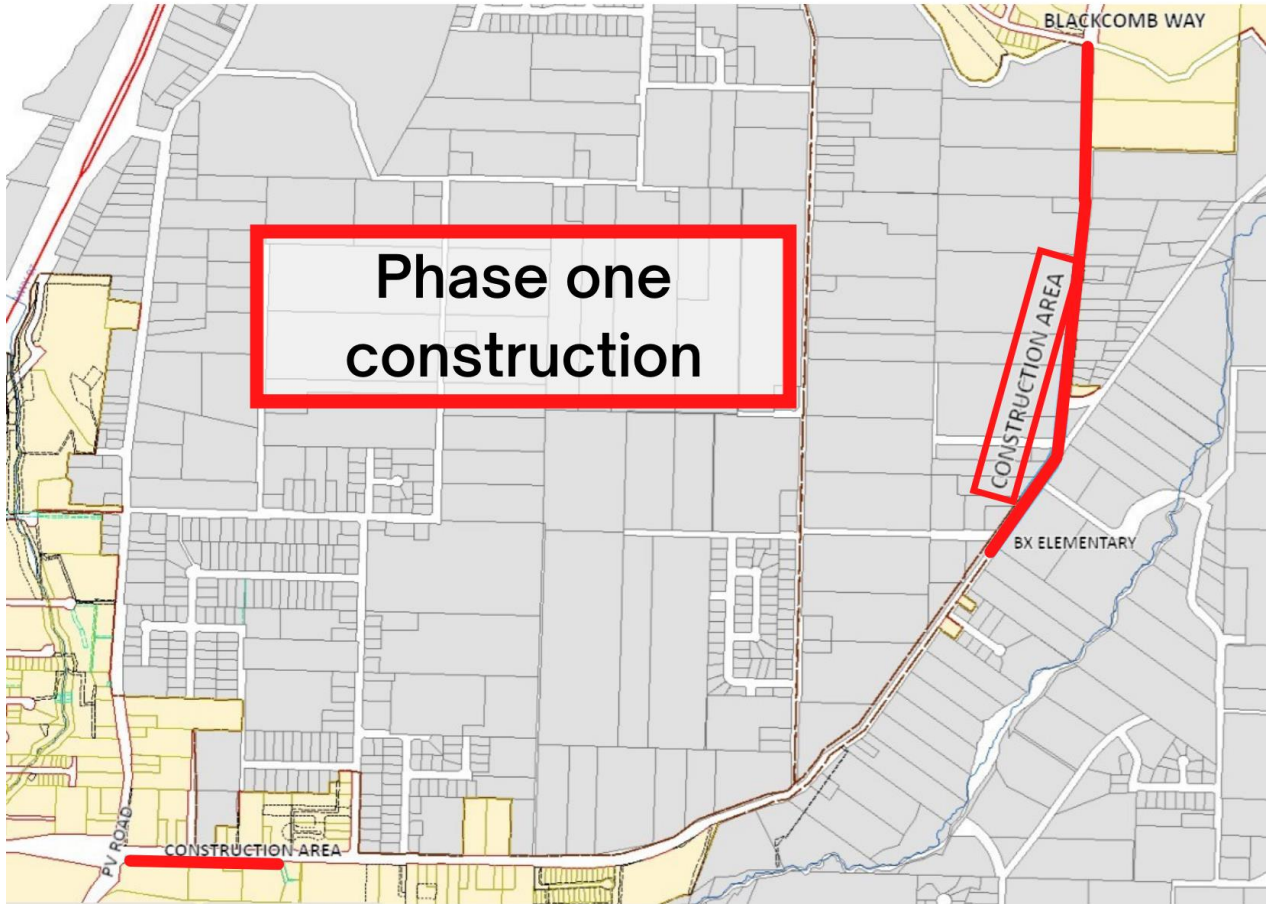 BLACKCOMB WAY
Phase one
construction
CONSTRUCTION AREA
BX ELEMENTARY
PV ROAD
CONSTRUCTION AREA